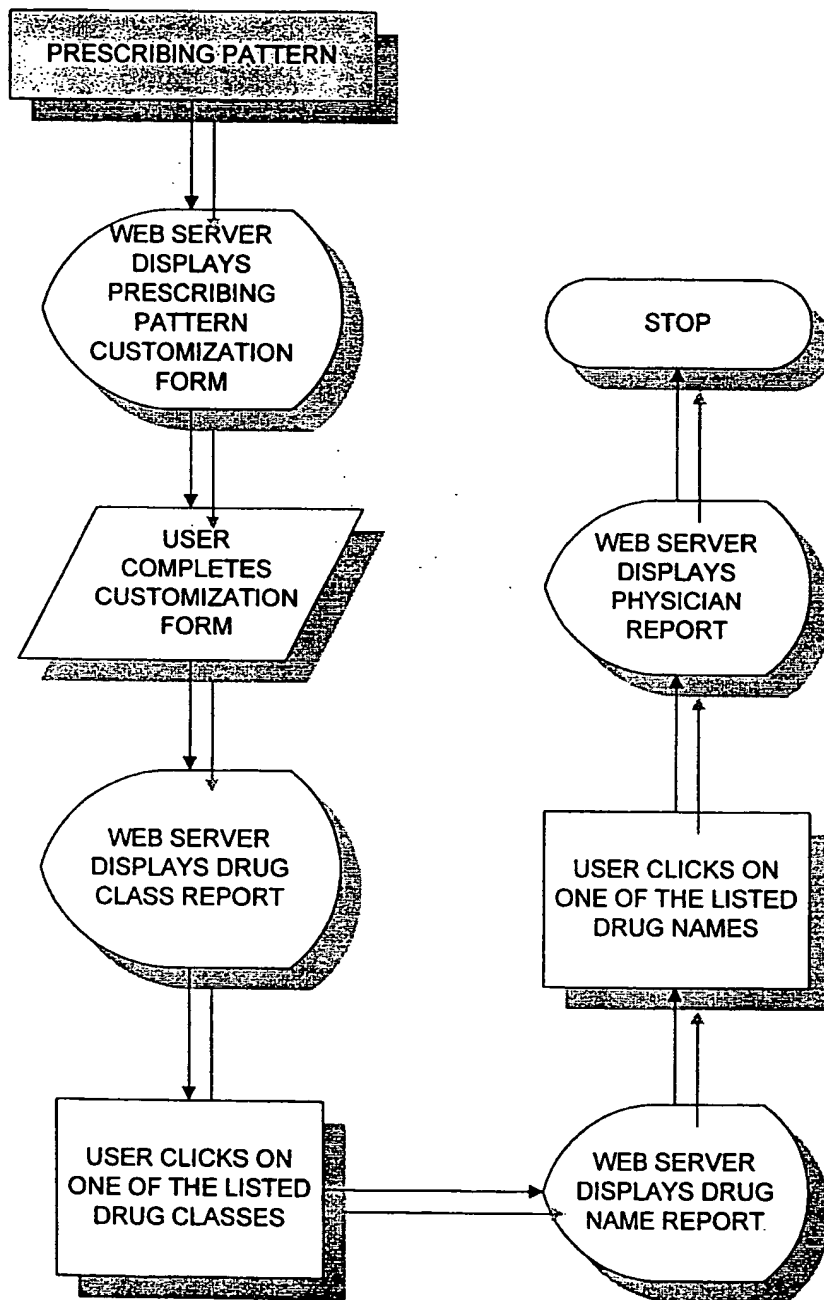 PRESCRIBING PATTERN
WEB SERVER
DISPLAYS
PRESCRIBING
PATTERN
CUSTOMIZATION
FORM
USER
COMPLETES
CUSTOMIZATION
FORM
WEB SERVER
DISPLAYS DRUG
CLASS REPORT
USER CLICKS ON
ONE OF THE LISTED
DRUG CLASSES
WEB SERVER
DISPLAYS DRUG
NAME REPORT
USER CLICKS ON
ONE OF THE LISTED
DRUG NAMES
WEB SERVER
DISPLAYS
PHYSICIAN
REPORT
STOP